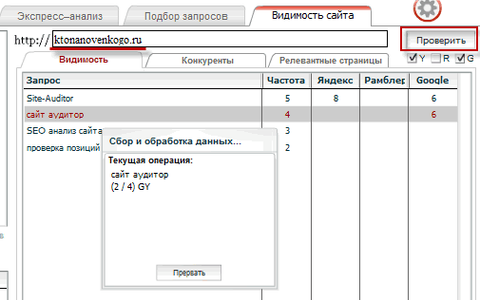 Экспресс–анализ Подбор запросов Видимость сайта
http:// ktonanovenkogo.ru Проверить
Видимость Конкуренты Релевантные страницы Y R G
Запрос Частота Яндекс Рамблер Google
Site-Auditor 5 8 6
сайт аудитор 4 6
SEO анализ сайта 3
проверка позиций 2
Сбор и обработка данных...
Текущая операция:
сайт аудитор
(2 / 4) GY
Прервать